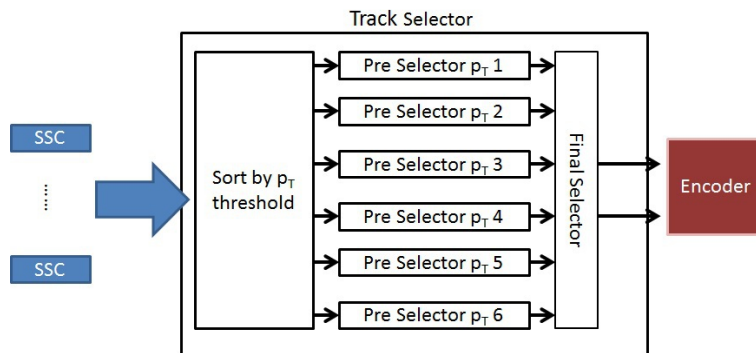 Track Selector
SSC
......
SSC
Sort by pT
threshold
Pre Selector pT 1
Pre Selector pT 2
Pre Selector pT 3
Pre Selector pT 4
Pre Selector pT 5
Pre Selector pT 6
Final Selector
Encoder